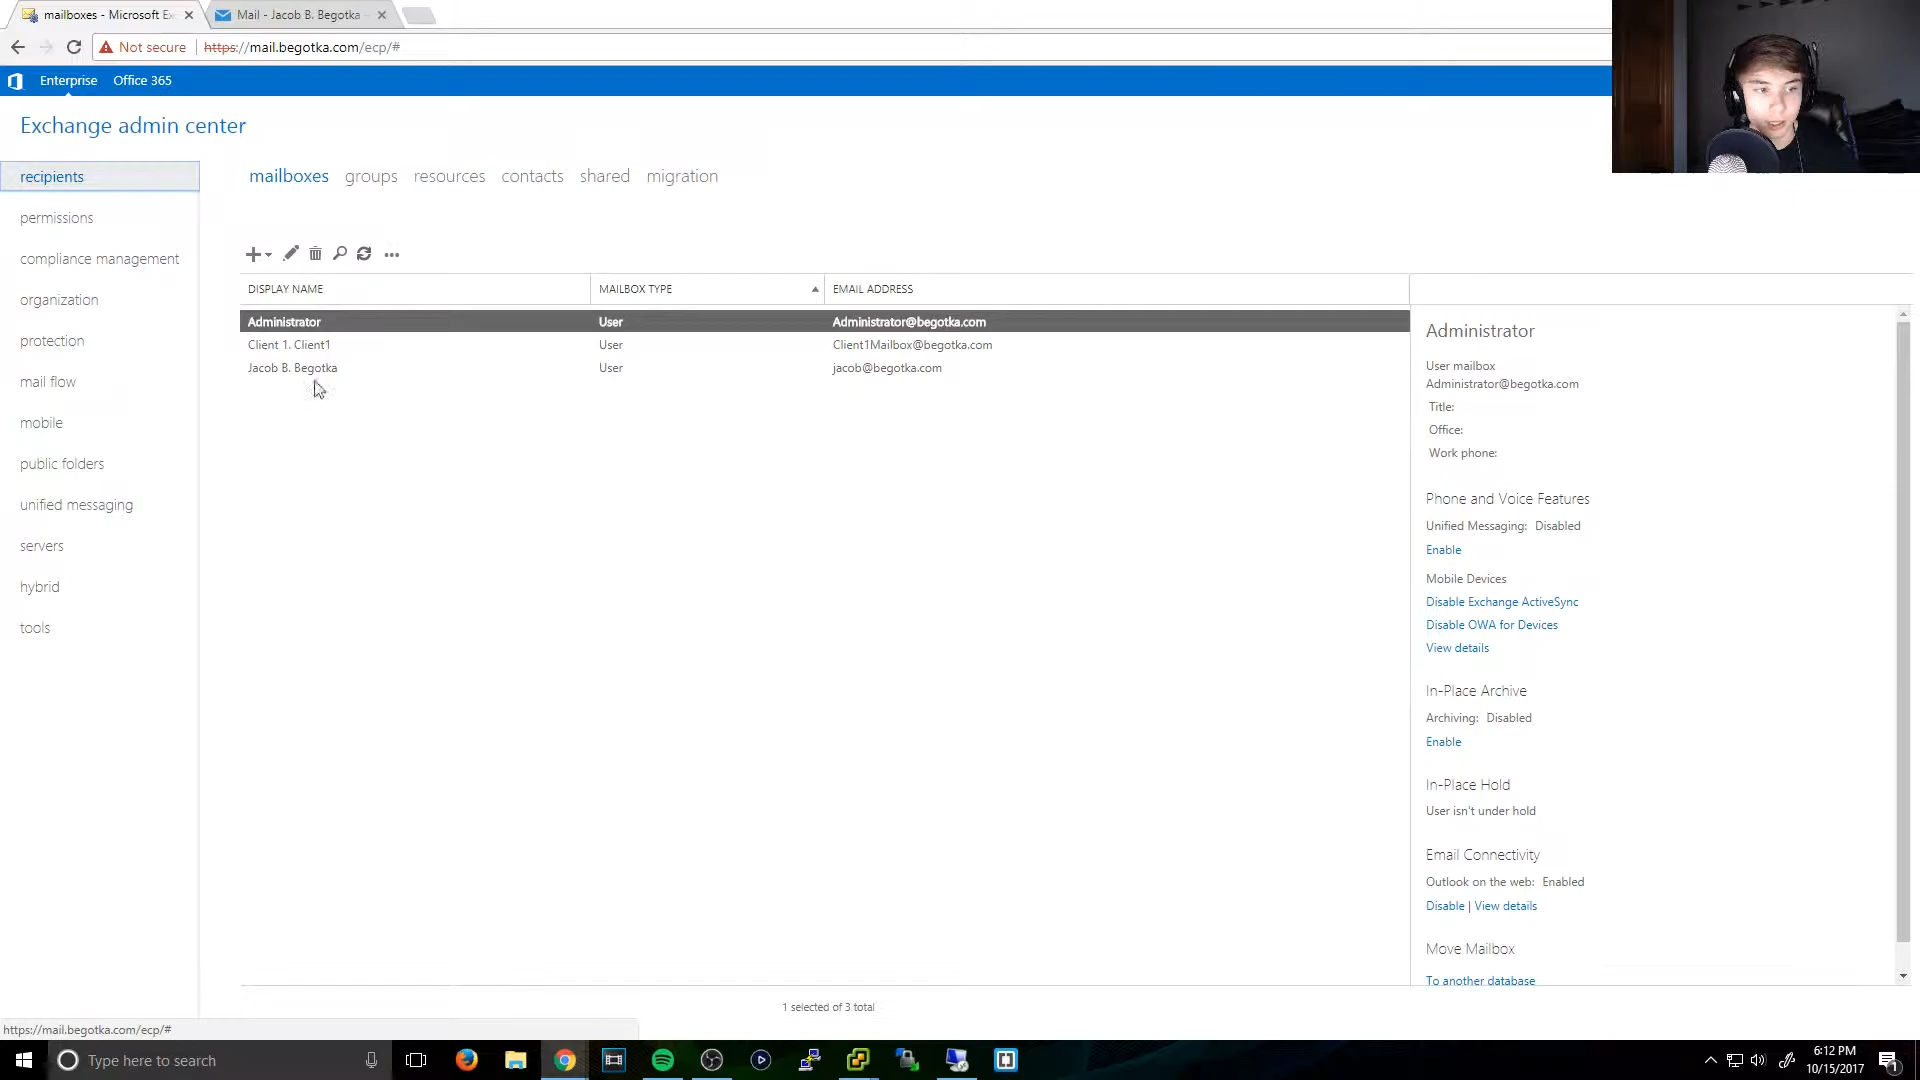 mailboxes - Microsoft Ex
Mail - Jacob B. Begotka -
Not secure
https://mail.begotka.com/ecp/#
Enterprise
Office 365
Exchange admin center
recipients
permissions
compliance management
organization
protection
mail flow
mobile
public folders
unified messaging
servers
hybrid
tools
mailboxes groups resources contacts shared migration
DISPLAY NAME MAILBOX TYPE EMAIL ADDRESS
Administrator User Administrator@begotka.com
Client 1. Client1 User Client1Mailbox@begotka.com
Jacob B. Begotka User jacob@begotka.com
1 selected of 3 total
Administrator
User mailbox
Administrator@begotka.com
Title:
Office:
Work phone:
Phone and Voice Features
Unified Messaging: Disabled
Enable
Mobile Devices
Disable Exchange ActiveSync
Disable OWA for Devices
View details
In-Place Archive
Archiving: Disabled
Enable
In-Place Hold
User isn't under hold
Email Connectivity
Outlook on the web: Enabled
Disable | View details
Move Mailbox
To another database
https://mail.begotka.com/ecp/#
Type here to search
6:12 PM
10/15/2017
1